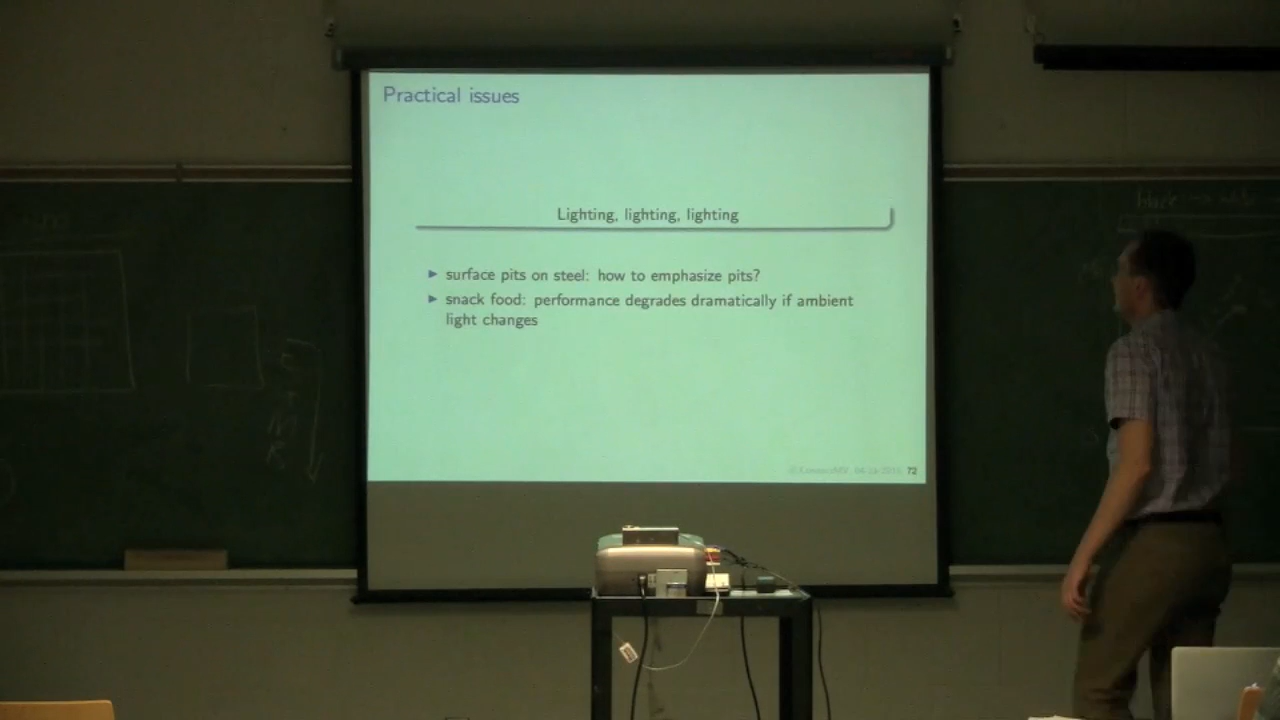 Practical issues
Lighting, lighting, lighting
surface pits on steel: how to emphasize pits?
snack food: performance degrades dramatically if ambient
light changes
72